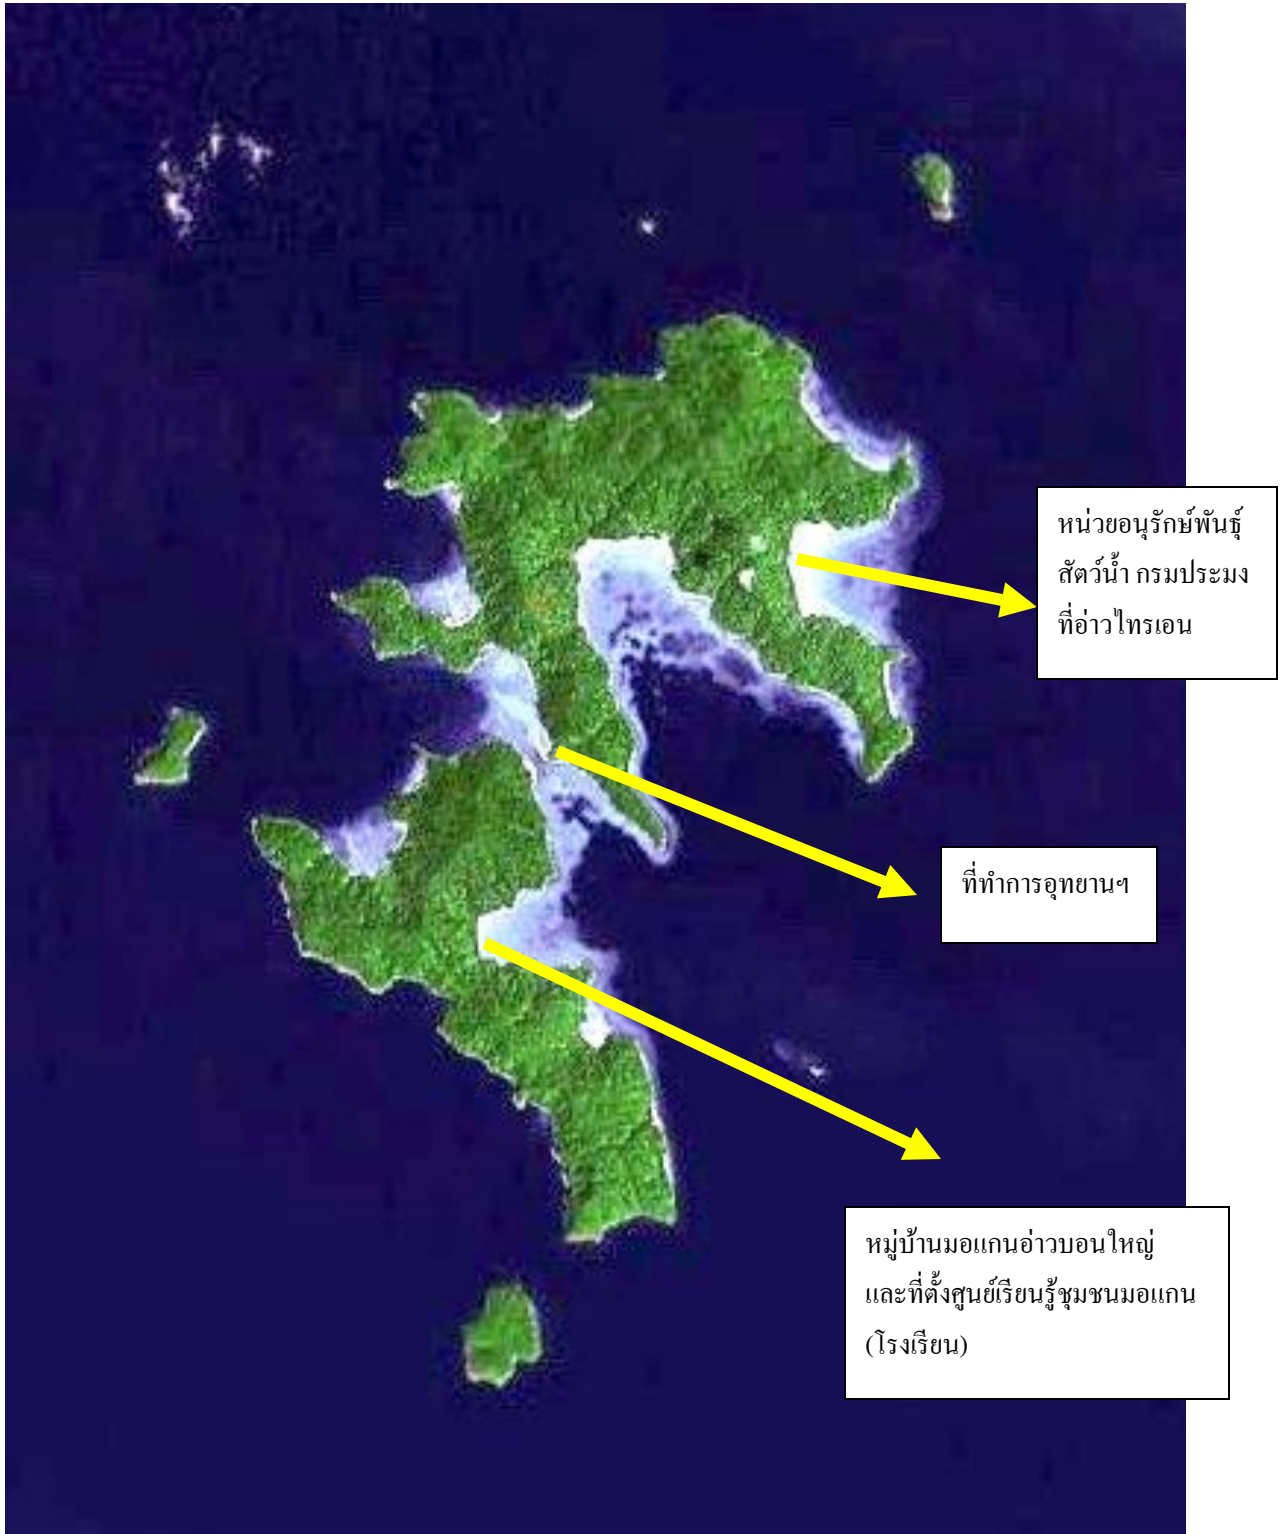 หน่วยอนุรักษ์พันธุ์
สัตว์น้ำ กรมประมง
ที่อ่าวไทรเอน
ที่ทำการอุทยานฯ
หมู่บ้านมอแกนอ่าวบอนใหญ่
และที่ตั้งศูนย์เรียนรู้ชุมชนมอแกน
(โรงเรียน)